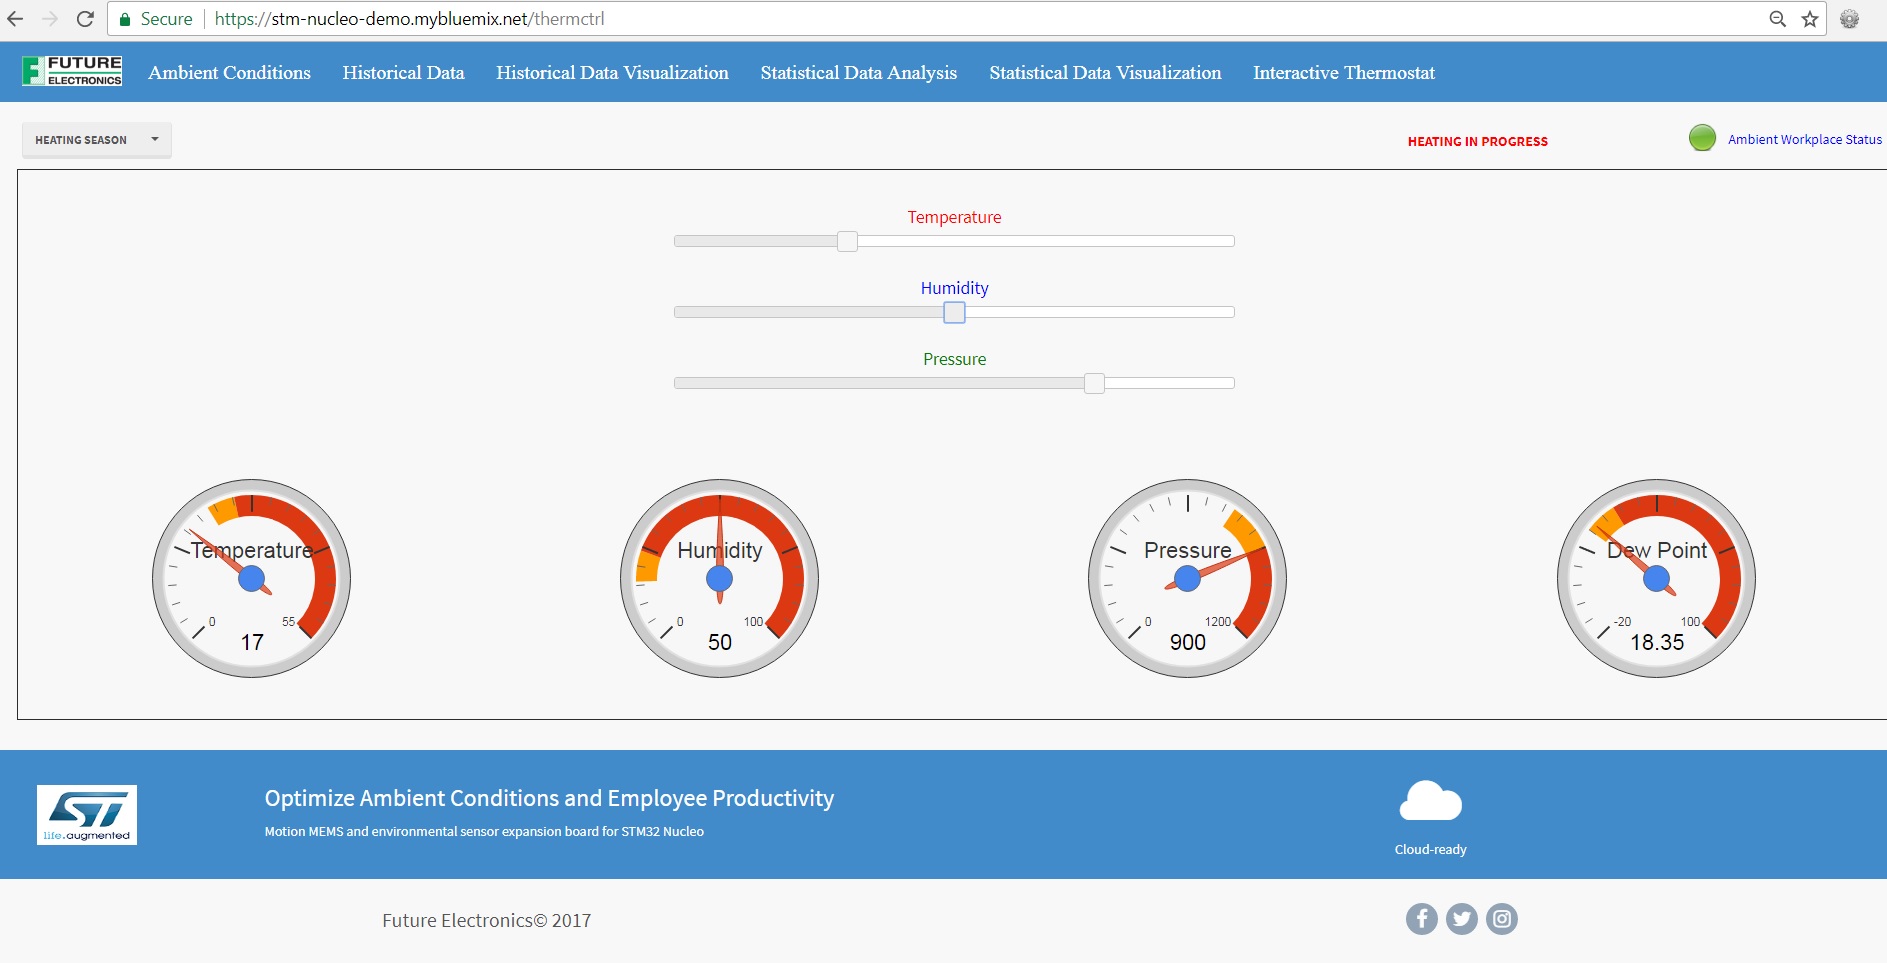 Secure https://stm-nucleo-demo.mybluemix.net/thermctrl
FUTURE
ELECTRONICS
Ambient Conditions Historical Data Historical Data Visualization Statistical Data Analysis Statistical Data Visualization Interactive Thermostat
HEATING SEASON
HEATING IN PROGRESS
Ambient Workplace Status
Temperature
Humidity
Pressure
Temperature
0 55
17
Humidity
0 100
50
Pressure
0 1200
900
Dew Point
-20 100
18.35
ST
life.augmented
Optimize Ambient Conditions and Employee Productivity
Motion MEMS and environmental sensor expansion board for STM32 Nucleo
Cloud-ready
Future Electronics© 2017